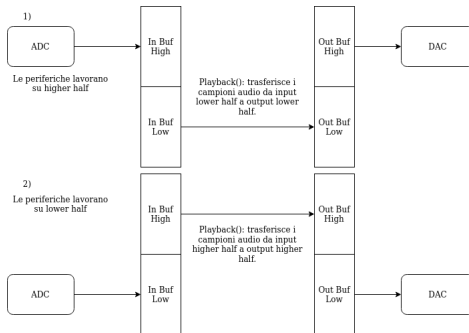 1)
ADC
In Buf
High
Out Buf
High
DAC
Le periferiche lavorano
su higher half
Playback(): trasferisce i
campioni audio da input
lower half a output lower
half.
In Buf
Low
Out Buf
Low
2)
Le periferiche lavorano
su lower half
In Buf
High
Out Buf
High
Playback(): trasferisce i
campioni audio da input
higher half a output higher
half.
ADC
In Buf
Low
Out Buf
Low
DAC